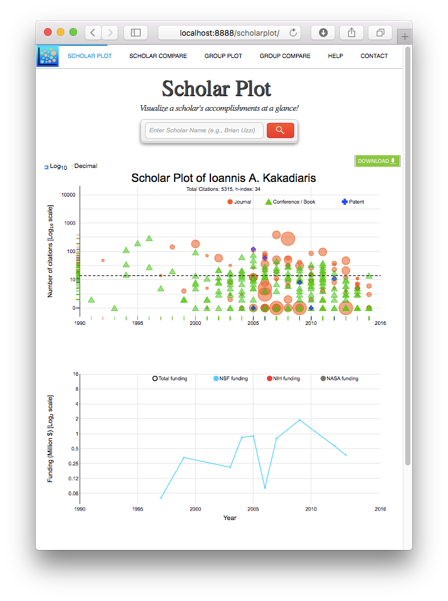 localhost:8888/scholarplot/
SCHOLAR PLOT SCHOLAR COMPARE GROUP PLOT GROUP COMPARE HELP CONTACT
Scholar Plot
Visualize a scholar's accomplishments at a glance!
Enter Scholar Name (e.g., Brian Uzzi)
Log10 Decimal
DOWNLOAD
Scholar Plot of Ioannis A. Kakadiaris
Total Citations: 5315, h-index: 34
Journal Conference / Book Patent
Number of citations [Log10 scale]
10000
1000
100
10
0
1990 1995 2000 2005 2010 2016
Total funding NSF funding NIH funding NASA funding
Funding (Million $) [Log2 scale]
16
8
4
2
1
0.5
0.25
0.12
0.06
1990 1995 2000 2005 2010 2016
Year